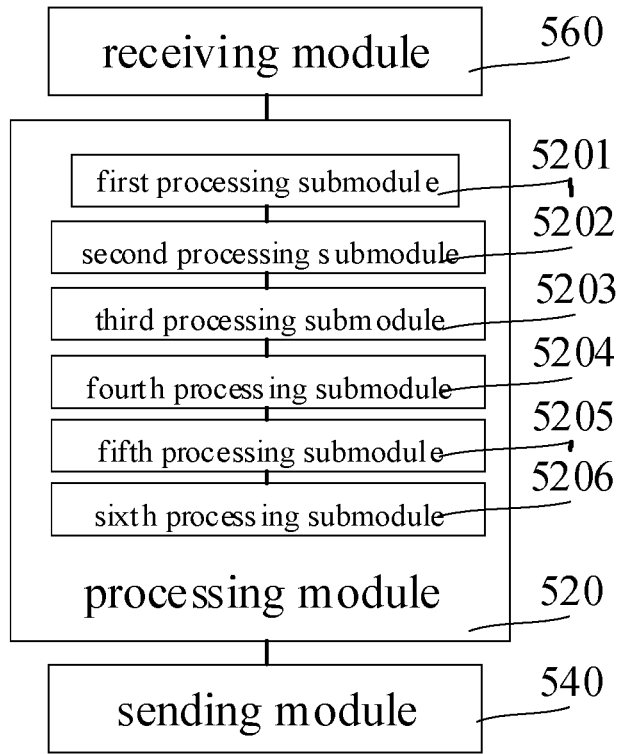 receiving module 560
first processing submodule 5201
second processing submodule 5202
third processing submodule 5203
fourth processing submodule 5204
fifth processing submodule 5205
sixth processing submodule 5206
processing module 520
sending module 540